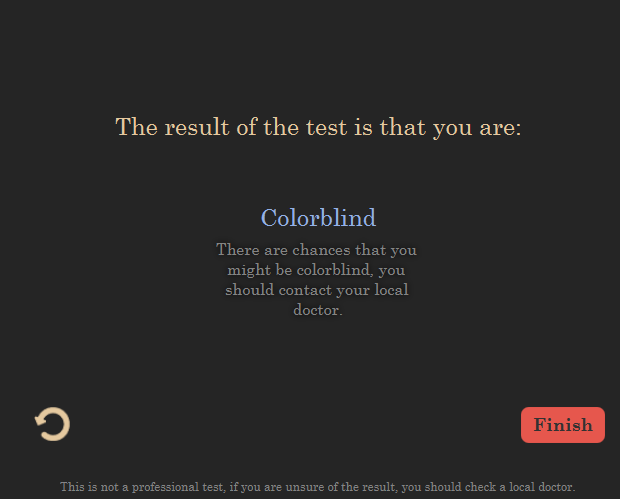 The result of the test is that you are:
Colorblind
There are chances that you
might be colorblind, you
should contact your local
doctor.
Finish
This is not a professional test, if you are unsure of the result, you should check a local doctor.